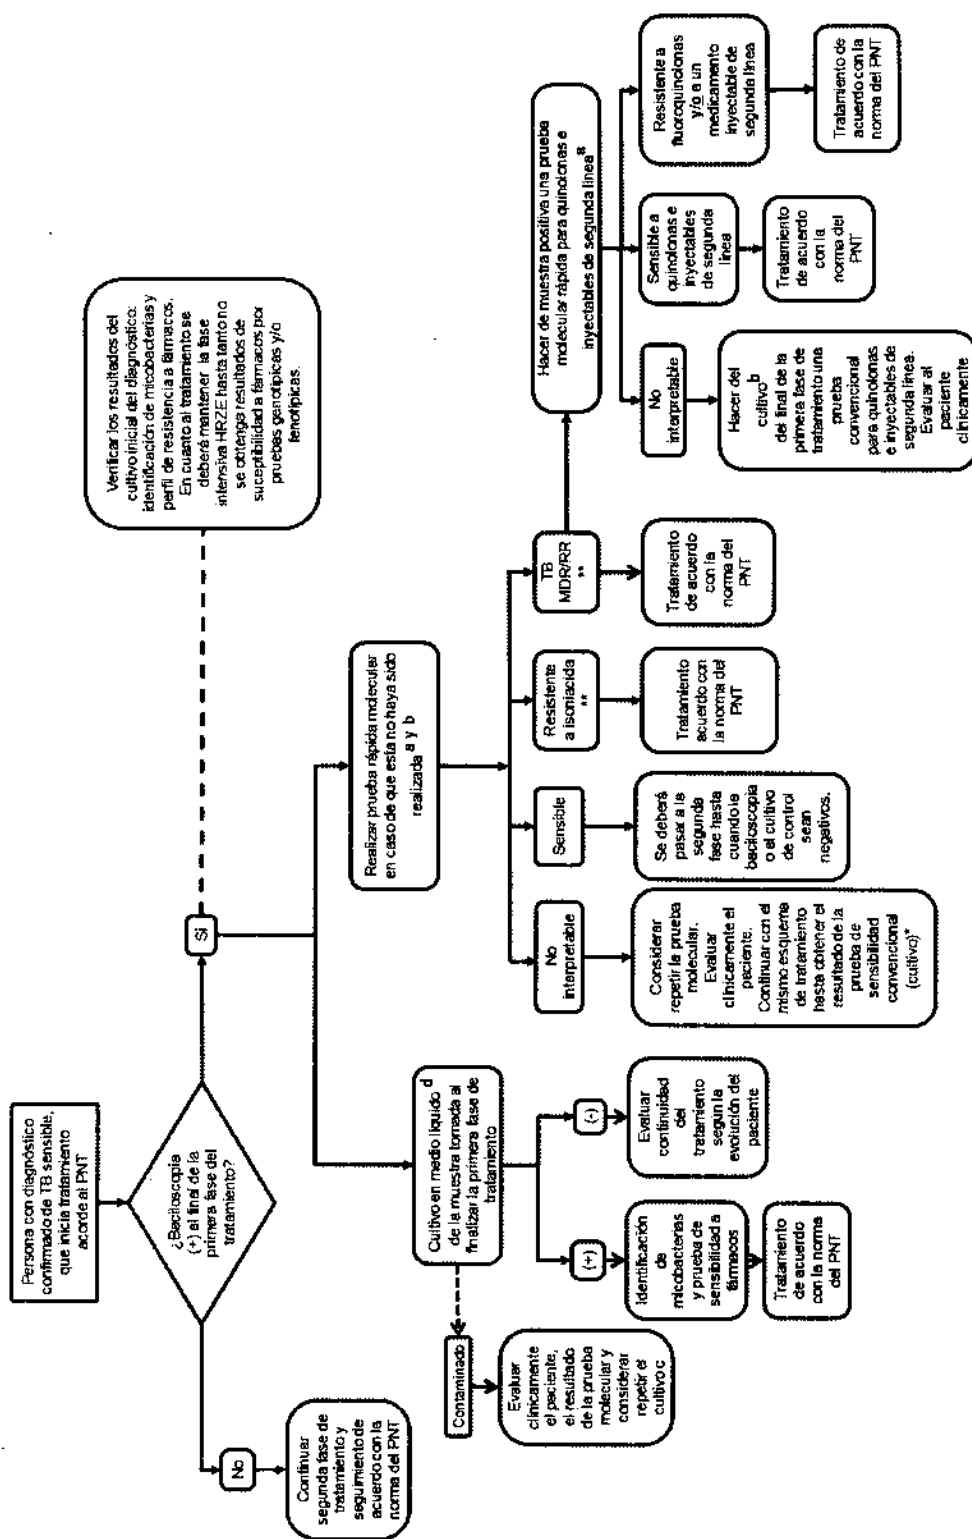 Persona con diagnóstico
confirmado de TB sensible,
que inicia tratamiento
acorde al PNT
¿Baciloscopia
(+) al final de la
primera fase del
tratamiento?
No
Continuar
segunda fase de
tratamiento y
seguimiento de
acuerdo con la
norma del PNT
Si
Verificar los resultados del
cultivo inicial del diagnóstico:
identificación de micobacterias y
perfil de resistencia a fármacos.
En cuanto al tratamiento se
deberá mantener la fase
intensiva HRZE hasta tanto no
se obtenga resultados de
suceptibilidad a fármacos por
pruebas genotípicas y/o
fenotípicas.
Cultivo en medio líquido d
de la muestra tomada al
finalizar la primera fase de
tratamiento
Contaminado
Evaluar
clínicamente
el paciente,
el resultado
de la prueba
molecular y
considerar
repetir el
cultivo c
(+)
Identificación
de
micobacterias
y prueba de
sensibilidad a
fármacos
Tratamiento
de acuerdo
con la norma
del PNT
(-)
Evaluar
continuidad
del
tratamiento
según la
evolución del
paciente
Realizar prueba rápida molecular
en caso de que esta no haya sido
realizada a y b
No
interpretable
Considerar
repetir la prueba
molecular.
Evaluar
clínicamente el
paciente.
Continuar con el
mismo esquema
de tratamiento
hasta obtener el
resultado de la
prueba de
sensibilidad
convencional
(cultivo)*
Sensible
Se deberá
pasar a la
segunda
fase hasta
cuando la
baciloscopia
o el cultivo
de control
sean
negativos.
Resistente
a isoniacida
**
Tratamiento
acuerdo con
la norma del
PNT
TB
MDR/RR
**
Tratamiento
de acuerdo
con la
norma del
PNT
Hacer de muestra positiva una prueba
molecular rápida para quinolonas e
inyectables de segunda línea a
No
interpretable
Hacer del
cultivo b
del final de la
primera fase de
tratamiento una
prueba
convencional
para quinolonas
e inyectables de
segunda línea.
Evaluar al
paciente
clínicamente
Sensible a
quinolonas e
inyectables
de segunda
línea
Tratamiento
de acuerdo
con la
norma del
PNT
Resistente a
fluoroquinolonas
y/o a un
medicamento
inyectable de
segunda línea
Tratamiento de
acuerdo con la
norma del PNT